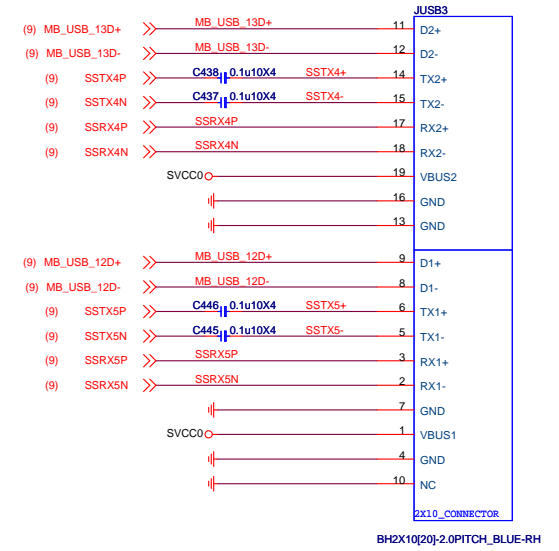 JUSB3
(9) MB_USB_13D+ MB_USB_13D+ 11 D2+
(9) MB_USB_13D- MB_USB_13D- 12 D2-
(9) SSTX4P C438 0.1u10X4 SSTX4+ 14 TX2+
(9) SSTX4N C437 0.1u10X4 SSTX4- 15 TX2-
(9) SSRX4P SSRX4P 17 RX2+
(9) SSRX4N SSRX4N 18 RX2-
SVCC0 19 VBUS2
16 GND
13 GND
(9) MB_USB_12D+ MB_USB_12D+ 9 D1+
(9) MB_USB_12D- MB_USB_12D- 8 D1-
(9) SSTX5P C446 0.1u10X4 SSTX5+ 6 TX1+
(9) SSTX5N C445 0.1u10X4 SSTX5- 5 TX1-
(9) SSRX5P SSRX5P 3 RX1+
(9) SSRX5N SSRX5N 2 RX1-
7 GND
SVCC0 1 VBUS1
4 GND
10 NC
2X10_CONNECTOR
BH2X10[20]-2.0PITCH_BLUE-RH